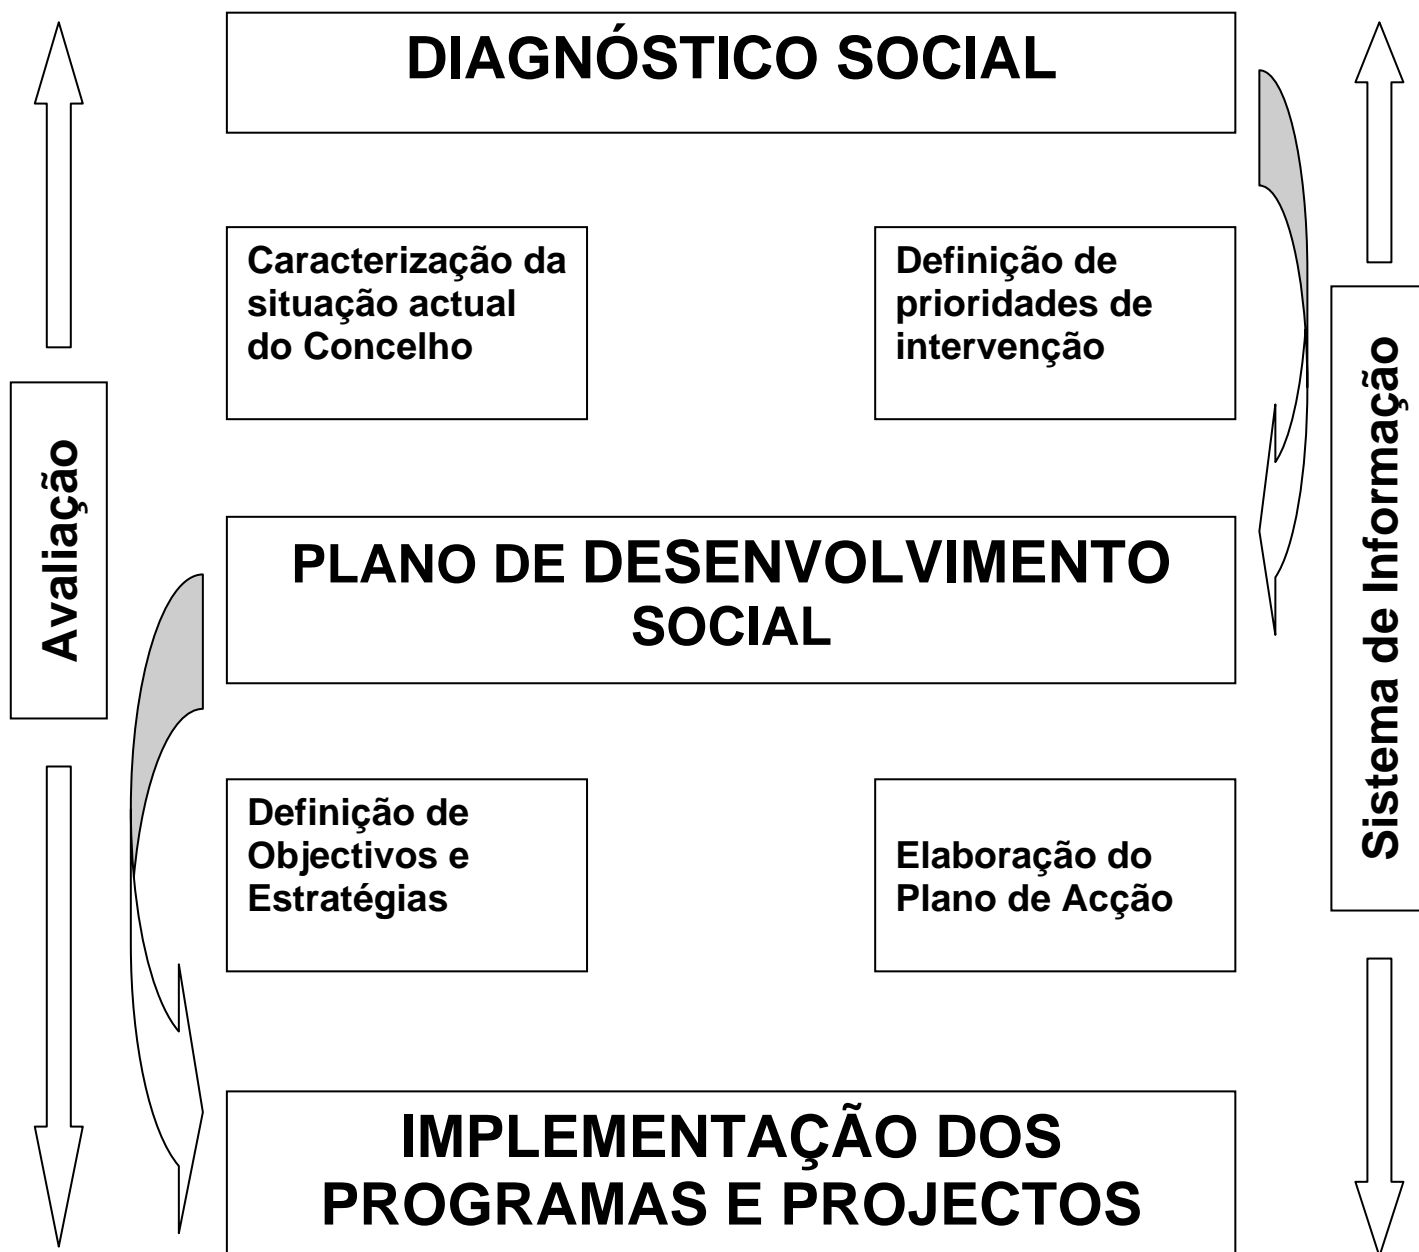 DIAGNÓSTICO SOCIAL
Caracterização da
situação actual
do Concelho
Definição de
prioridades de
intervenção
Avaliação
Sistema de Informação
PLANO DE DESENVOLVIMENTO
SOCIAL
Definição de
Objectivos e
Estratégias
Elaboração do
Plano de Acção
IMPLEMENTAÇÃO DOS
PROGRAMAS E PROJECTOS